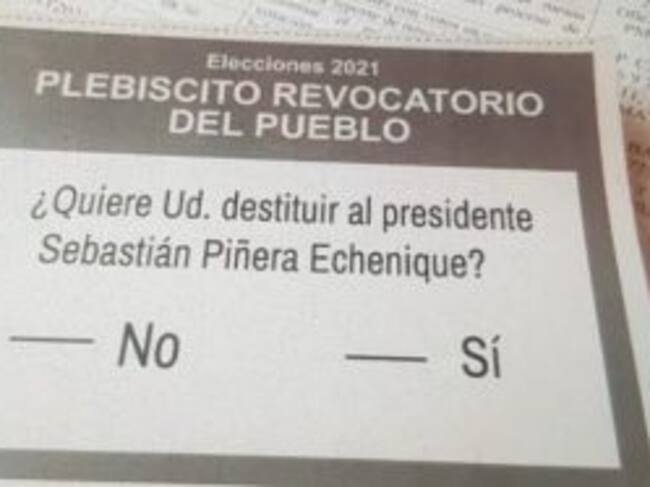 Elecciones 2021
PLEBISCITO REVOCATORIO
DEL PUEBLO
¿Quiere Ud. destituir al presidente
Sebastián Piñera Echenique?
No Sí